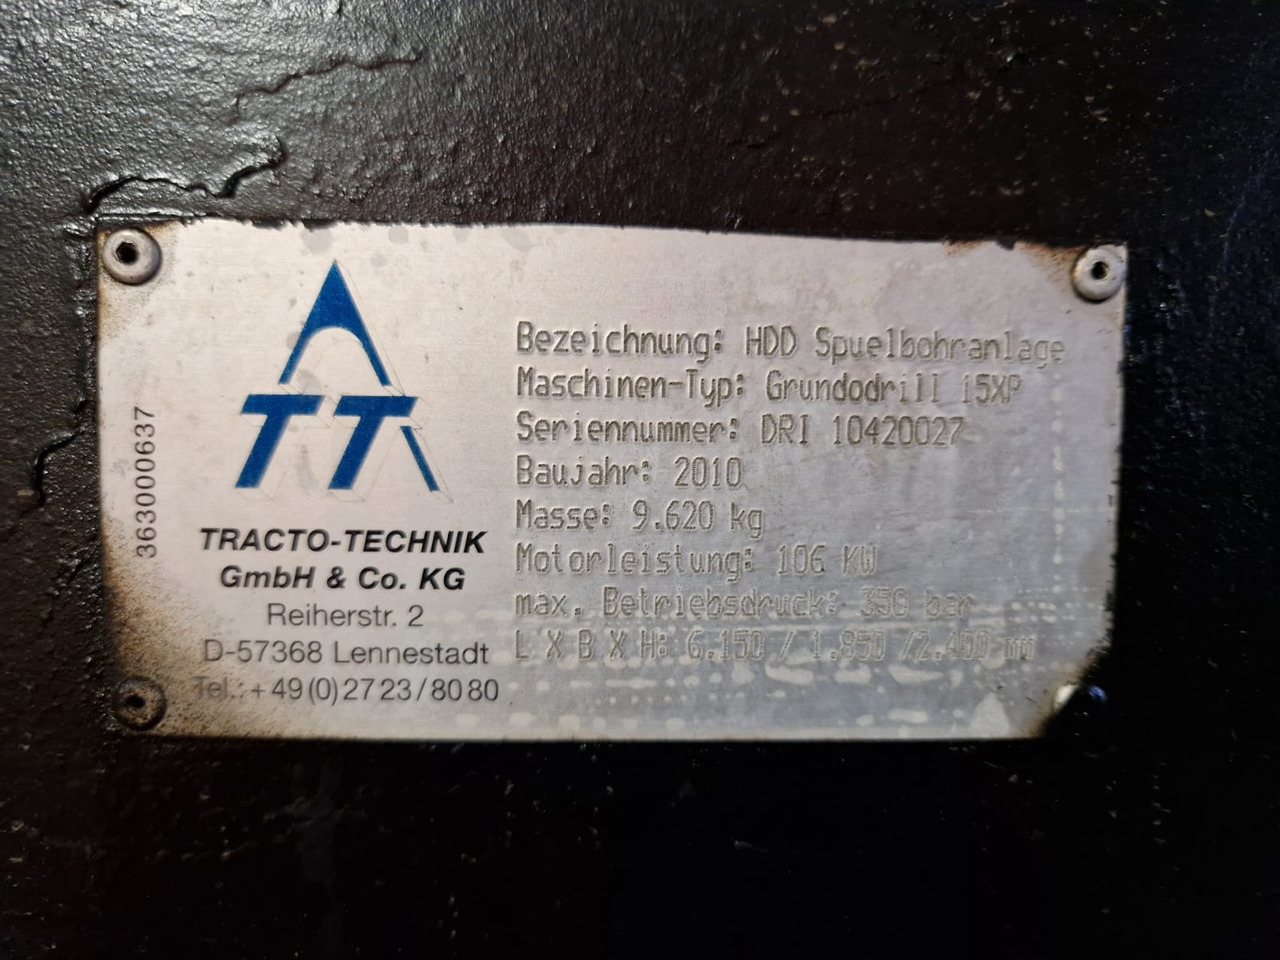 363000637
TT
TRACTO-TECHNIK
GmbH & Co. KG
Reiherstr. 2
D-57368 Lennestadt
Tel.: +49(0)2723/8080
Bezeichnung: HDD Spuelbohranlage
Maschinen-Typ: Grundodrill 15XP
Seriennummer: DRI 10420027
Baujahr: 2010
Masse: 9.620 kg
Motorleistung: 106 KW
max. Betriebsdruck: 350 bar
L X B X H: 6.150 / 1.850 /2.400 mm